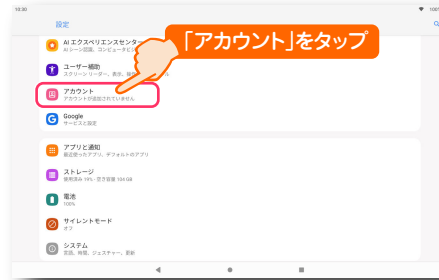 10:30
100%
設定
「アカウント」をタップ
AI エクスペリエンスセンター
AI シーン認識、コンピュータビ
ユーザー補助
スクリーン リーダー、表示、
アカウント
アカウントが追加されていません
Google
サービスと設定
アプリと通知
最近使ったアプリ、デフォルトのアプリ
ストレージ
使用済み 19% - 空き容量 104 GB
電池
100%
サイレントモード
オフ
システム
言語、時間、ジェスチャー、更新